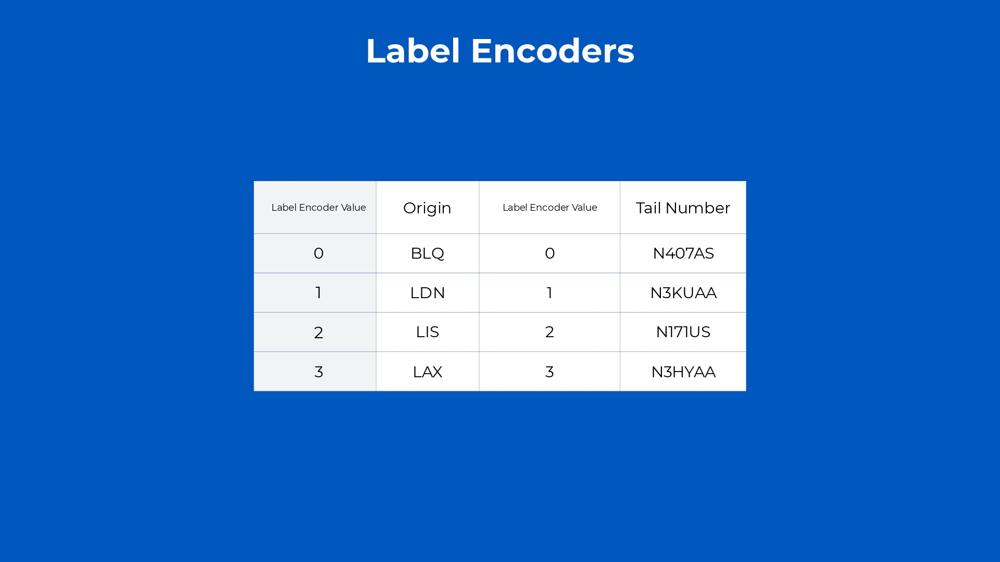 Label Encoders
Label Encoder Value Origin Label Encoder Value Tail Number
0 BLQ 0 N407AS
1 LDN 1 N3KUAA
2 LIS 2 N171US
3 LAX 3 N3HYAA